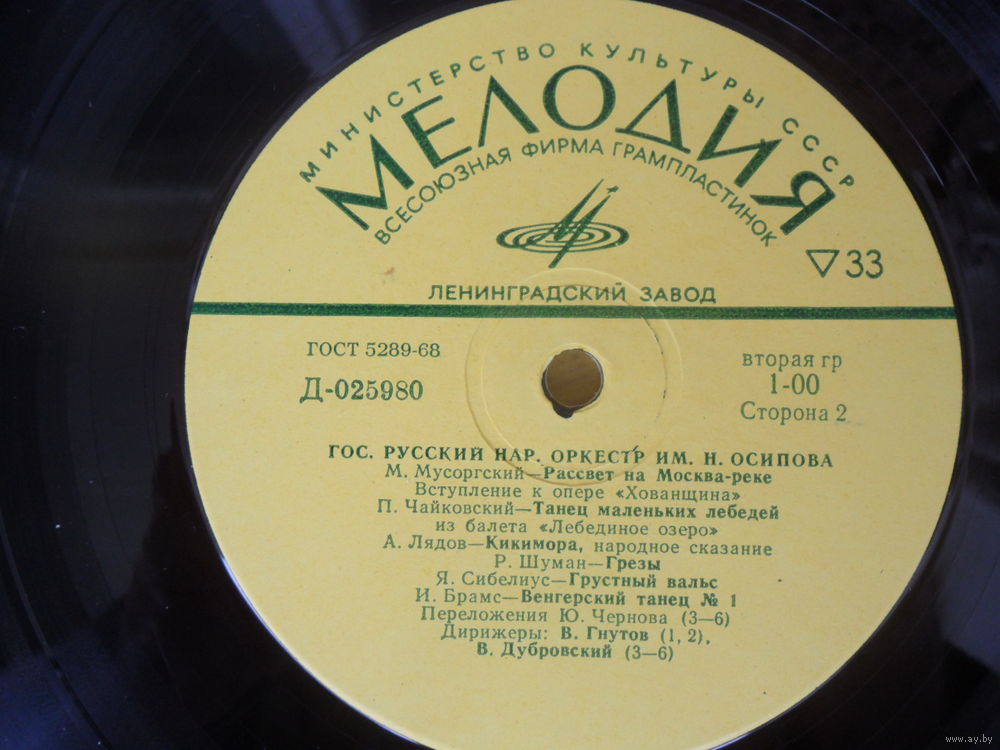 МИНИСТЕРСТВО КУЛЬТУРЫ СССР
МЕЛОДИЯ
ВСЕСОЮЗНАЯ ФИРМА ГРАМПЛАСТИНОК
33
ЛЕНИНГРАДСКИЙ ЗАВОД
ГОСТ 5289-68
Д-025980
вторая гр
1-00
Сторона 2
ГОС. РУССКИЙ НАР. ОРКЕСТР ИМ. Н. ОСИПОВА
М. Мусоргский—Рассвет на Москва-реке
Вступление к опере «Хованщина»
П. Чайковский—Танец маленьких лебедей
из балета «Лебединое озеро»
А. Лядов—Кикимора, народное сказание
Р. Шуман—Грезы
Я. Сибелиус—Грустный вальс
И. Брамс—Венгерский танец № 1
Переложения Ю. Чернова (3—6)
Дирижеры: В. Гнутов (1, 2),
В. Дубровский (3—6)
www.ay.by